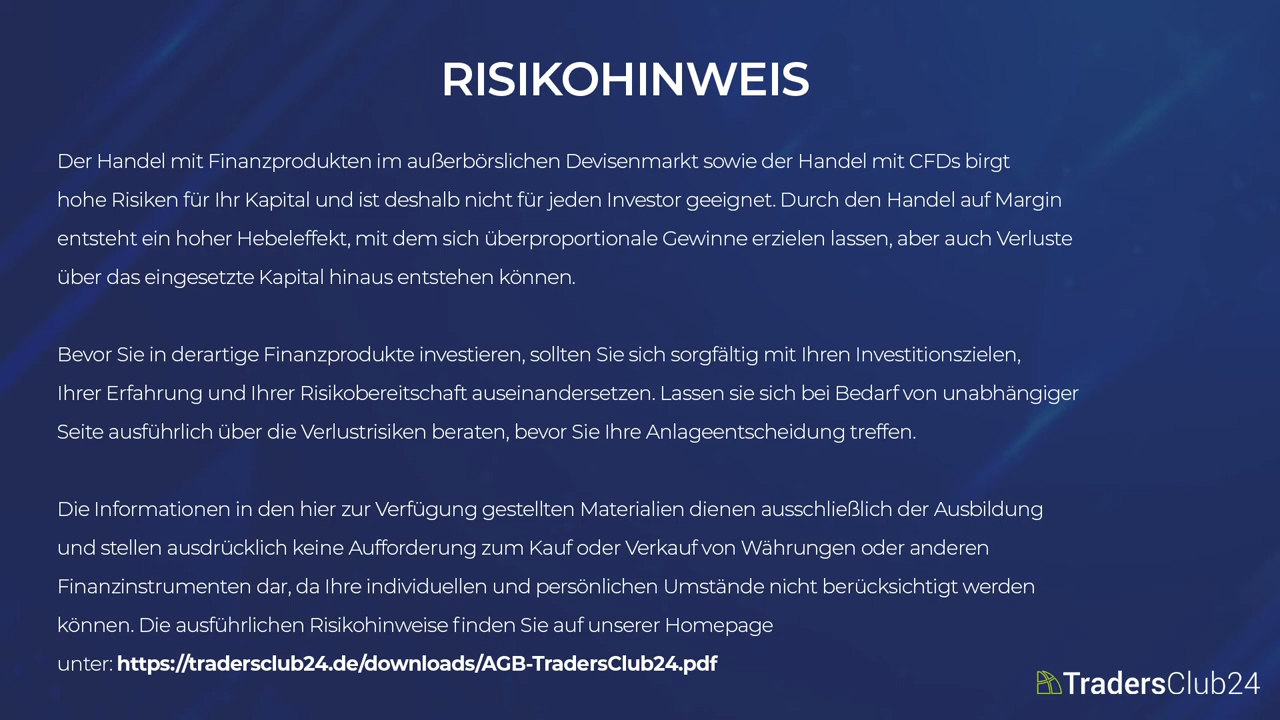 RISIKOHINWEIS
Der Handel mit Finanzprodukten im außerbörslichen Devisenmarkt sowie der Handel mit CFDs birgt
hohe Risiken für Ihr Kapital und ist deshalb nicht für jeden Investor geeignet. Durch den Handel auf Margin
entsteht ein hoher Hebeleffekt, mit dem sich überproportionale Gewinne erzielen lassen, aber auch Verluste
über das eingesetzte Kapital hinaus entstehen können.
Bevor Sie in derartige Finanzprodukte investieren, sollten Sie sich sorgfältig mit Ihren Investitionszielen,
Ihrer Erfahrung und Ihrer Risikobereitschaft auseinandersetzen. Lassen sie sich bei Bedarf von unabhängiger
Seite ausführlich über die Verlustrisiken beraten, bevor Sie Ihre Anlageentscheidung treffen.
Die Informationen in den hier zur Verfügung gestellten Materialien dienen ausschließlich der Ausbildung
und stellen ausdrücklich keine Aufforderung zum Kauf oder Verkauf von Währungen oder anderen
Finanzinstrumenten dar, da Ihre individuellen und persönlichen Umstände nicht berücksichtigt werden
können. Die ausführlichen Risikohinweise finden Sie auf unserer Homepage
unter: https://tradersclub24.de/downloads/AGB-TradersClub24.pdf
TradersClub24